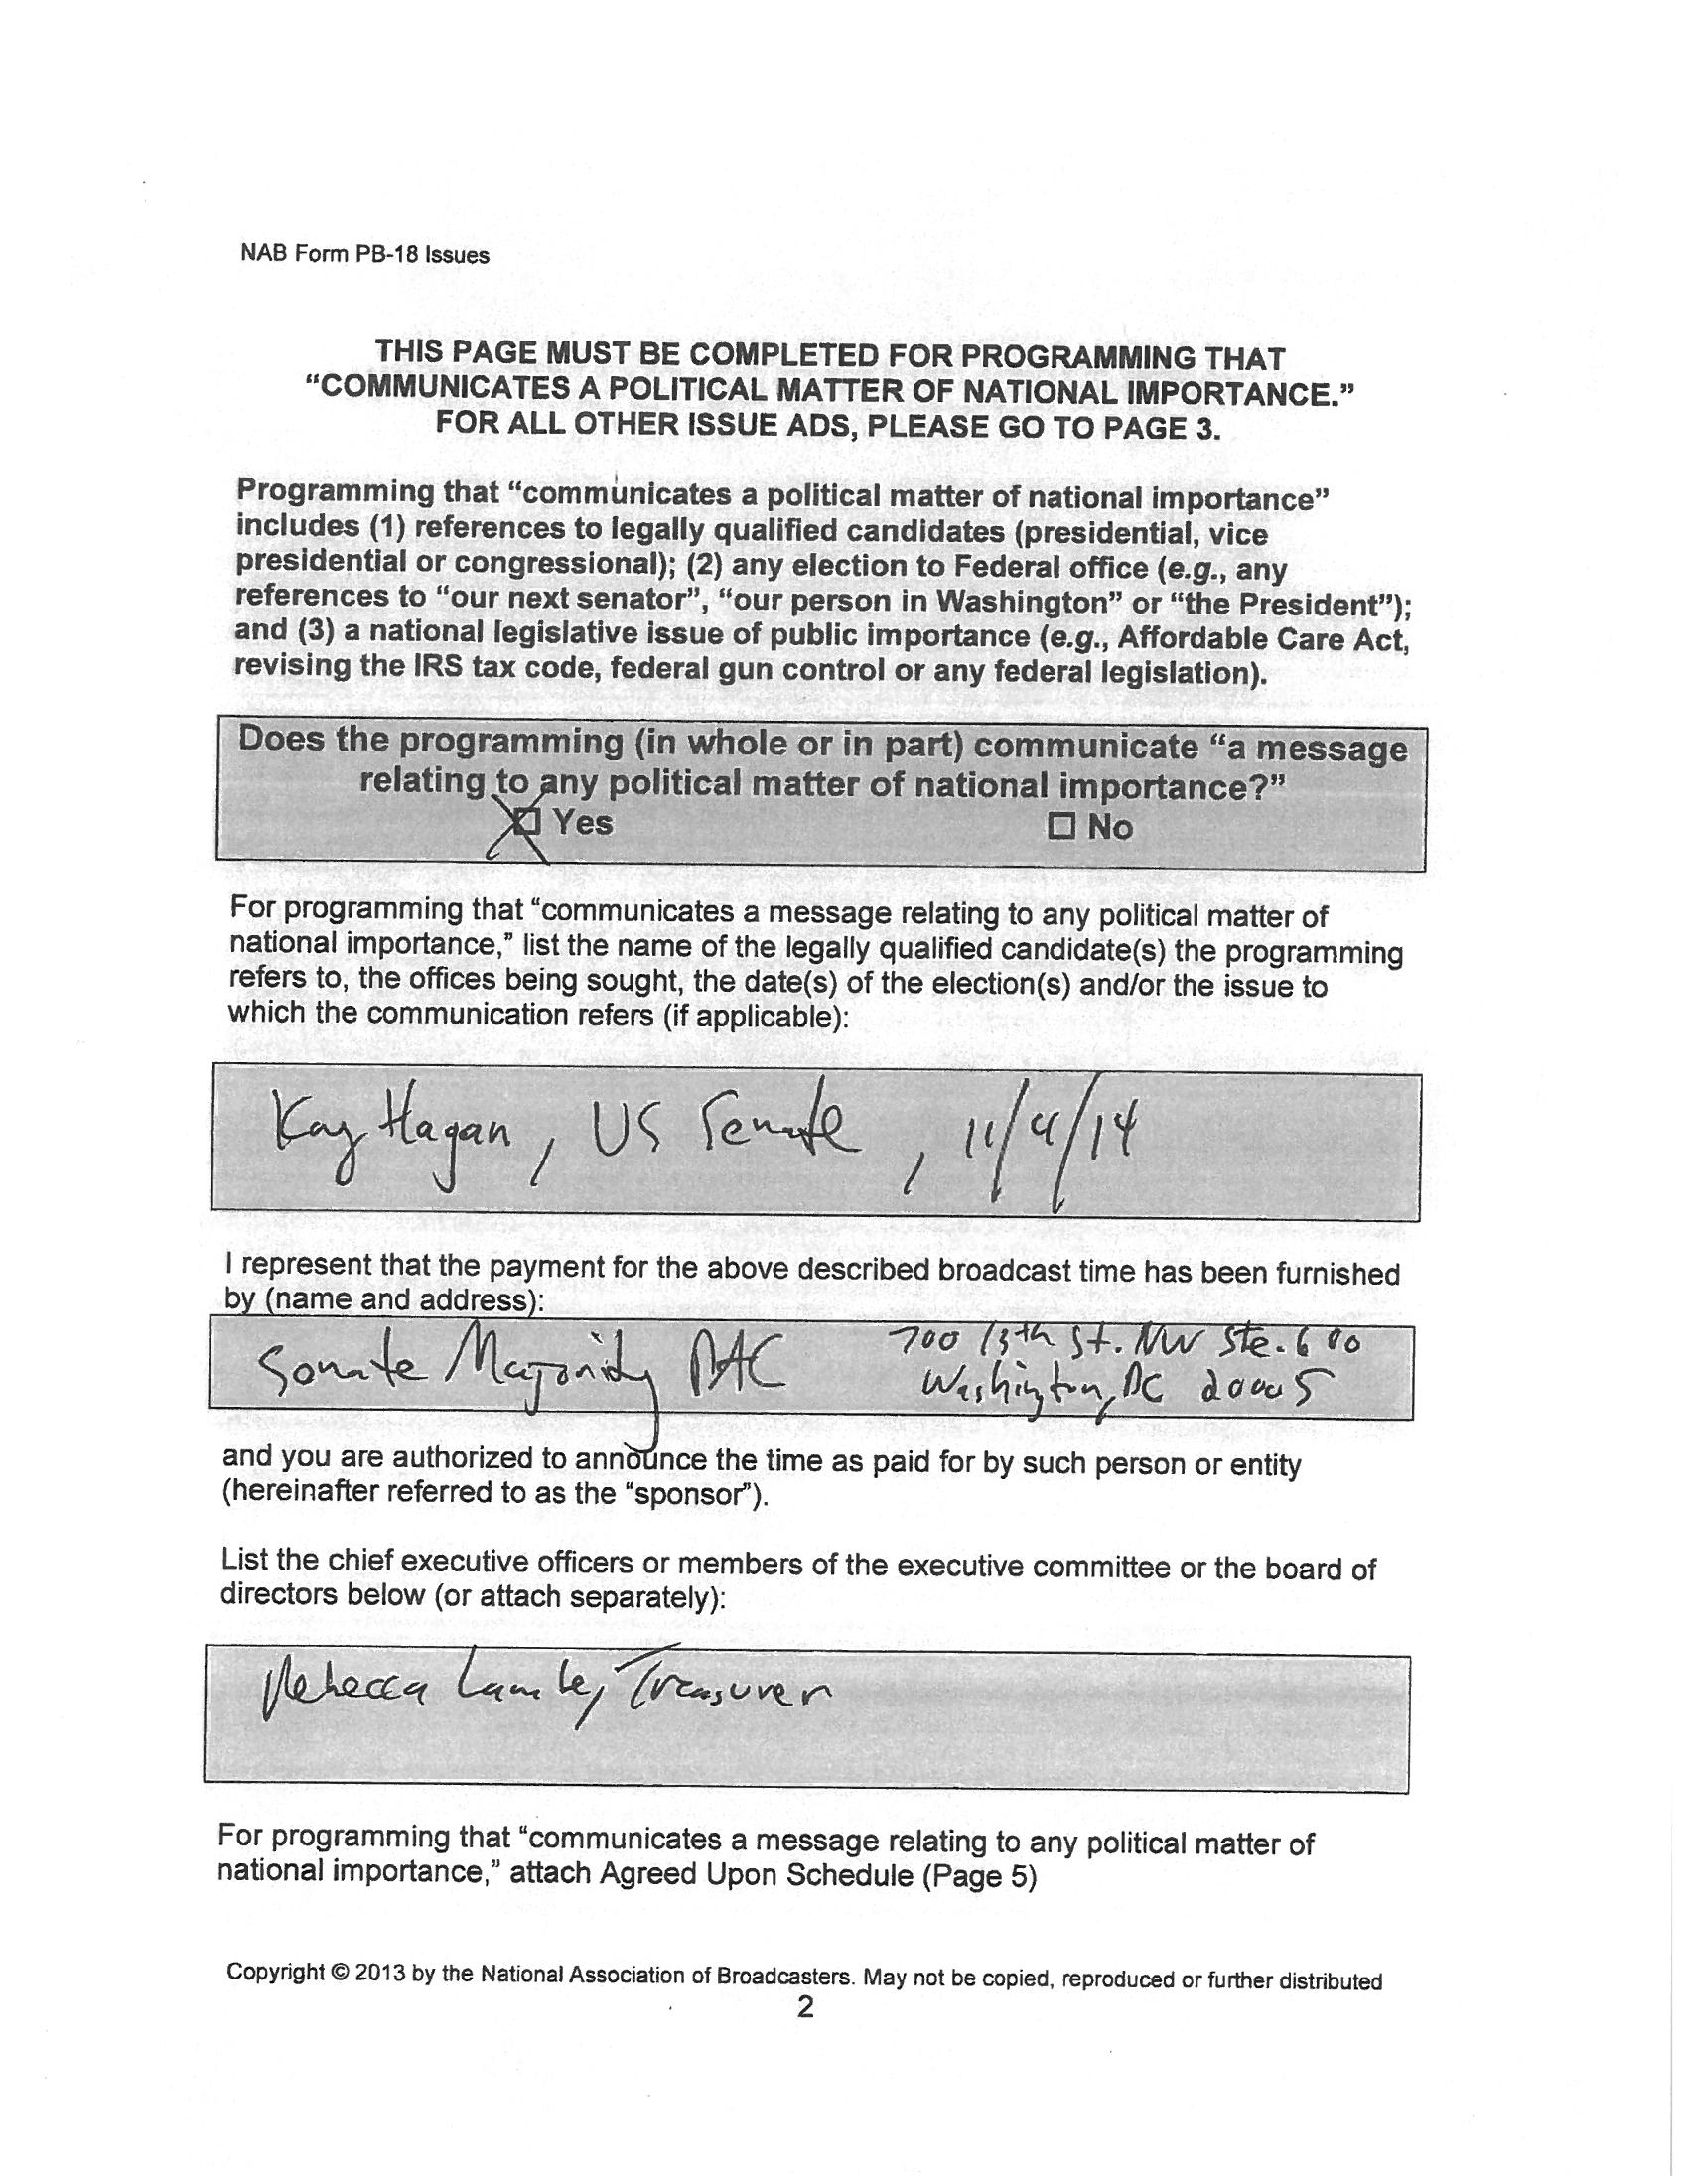 NAB Form PB-18 Issues
THIS PAGE MUST BE COMPLETED FOR PROGRAMMING THAT
“COMMUNICATES A POLITICAL MATTER OF NATIONAL IMPORTANCE.”
FOR ALL OTHER ISSUE ADS, PLEASE GO TO PAGE 3.
Programming that “communicates a political matter of national importance”
includes (1) references to legally qualified candidates (presidential, vice
presidential or congressional); (2) any election to Federal office (e.g., any
references to “our next senator”, “our person in Washington” or “the President”);
and (3) a national legislative issue of public importance (e.g., Affordable Care Act,
revising the IRS tax code, federal gun control or any federal legislation).
Does the programming (in whole or in part) communicate “a message
relating to any political matter of national importance?”
☒ Yes ☐ No
For programming that “communicates a message relating to any political matter of
national importance,” list the name of the legally qualified candidate(s) the programming
refers to, the offices being sought, the date(s) of the election(s) and/or the issue to
which the communication refers (if applicable):
Kay Hagan, US Senate, 11/4/14
I represent that the payment for the above described broadcast time has been furnished
by (name and address):
Senate Majority PAC 700 13th St. NW Ste. 600
Washington, DC 20005
and you are authorized to announce the time as paid for by such person or entity
(hereinafter referred to as the “sponsor”).
List the chief executive officers or members of the executive committee or the board of
directors below (or attach separately):
Rebecca Lambe, Treasurer
For programming that “communicates a message relating to any political matter of
national importance,” attach Agreed Upon Schedule (Page 5)
Copyright © 2013 by the National Association of Broadcasters. May not be copied, reproduced or further distributed
2